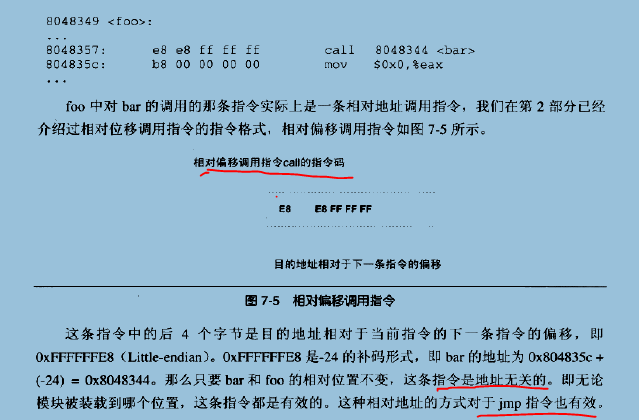 8048349 <foo>:
...
8048357: e8 e8 ff ff ff call 8048344 <bar>
804835c: b8 00 00 00 00 mov $0x0,%eax
...
foo 中对 bar 的调用的那条指令实际上是一条相对地址调用指令，我们在第 2 部分已经
介绍过相对位移调用指令的指令格式，相对偏移调用指令如图 7-5 所示。
相对偏移调用指令call的指令码
E8 E8 FF FF FF
目的地址相对于下一条指令的偏移
图 7-5 相对偏移调用指令
这条指令中的后 4 个字节是目的地址相对于当前指令的下一条指令的偏移，即
0xFFFFFFE8（Little-endian）。0xFFFFFFE8 是-24 的补码形式，即 bar 的地址为 0x804835c +
(-24) = 0x8048344。那么只要 bar 和 foo 的相对位置不变，这条指令是地址无关的。即无论
模块被装载到哪个位置，这条指令都是有效的。这种相对地址的方式对于 jmp 指令也有效。